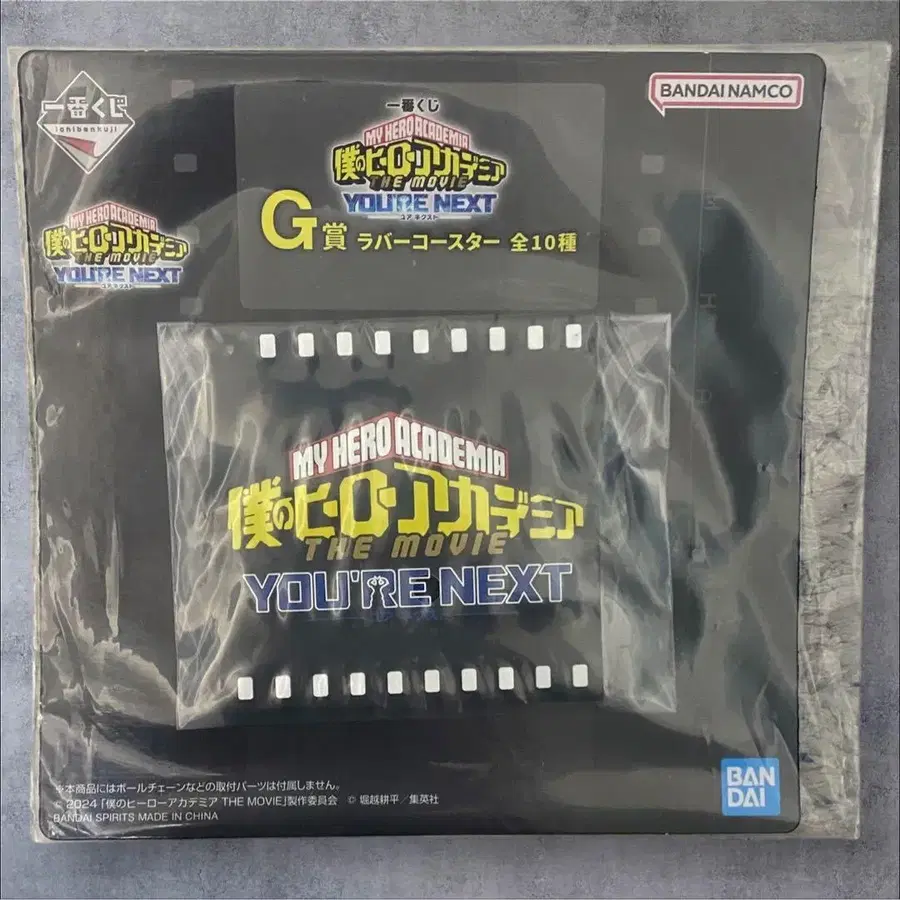 一番くじ
ichibankuji
BANDAI NAMCO
一番くじ
MY HERO ACADEMIA
僕のヒーローアカデミア
THE MOVIE
YOU'RE NEXT
ユア ネクスト
G賞 ラバーコースター 全10種
MY HERO ACADEMIA
僕のヒーローアカデミア
THE MOVIE
YOU'RE NEXT
ユア ネクスト
MY HERO ACADEMIA
僕のヒーローアカデミア
THE MOVIE
YOU'RE NEXT
※本商品にはボールチェーンなどの取付パーツは付属しません。
© 2024「僕のヒーローアカデミア THE MOVIE」製作委員会 © 堀越耕平／集英社
BANDAI SPIRITS MADE IN CHINA
BAN
DAI